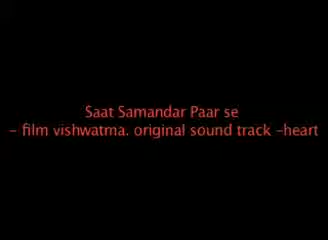 Saat Samandar Paar se
- film vishwatma. original sound track -heart